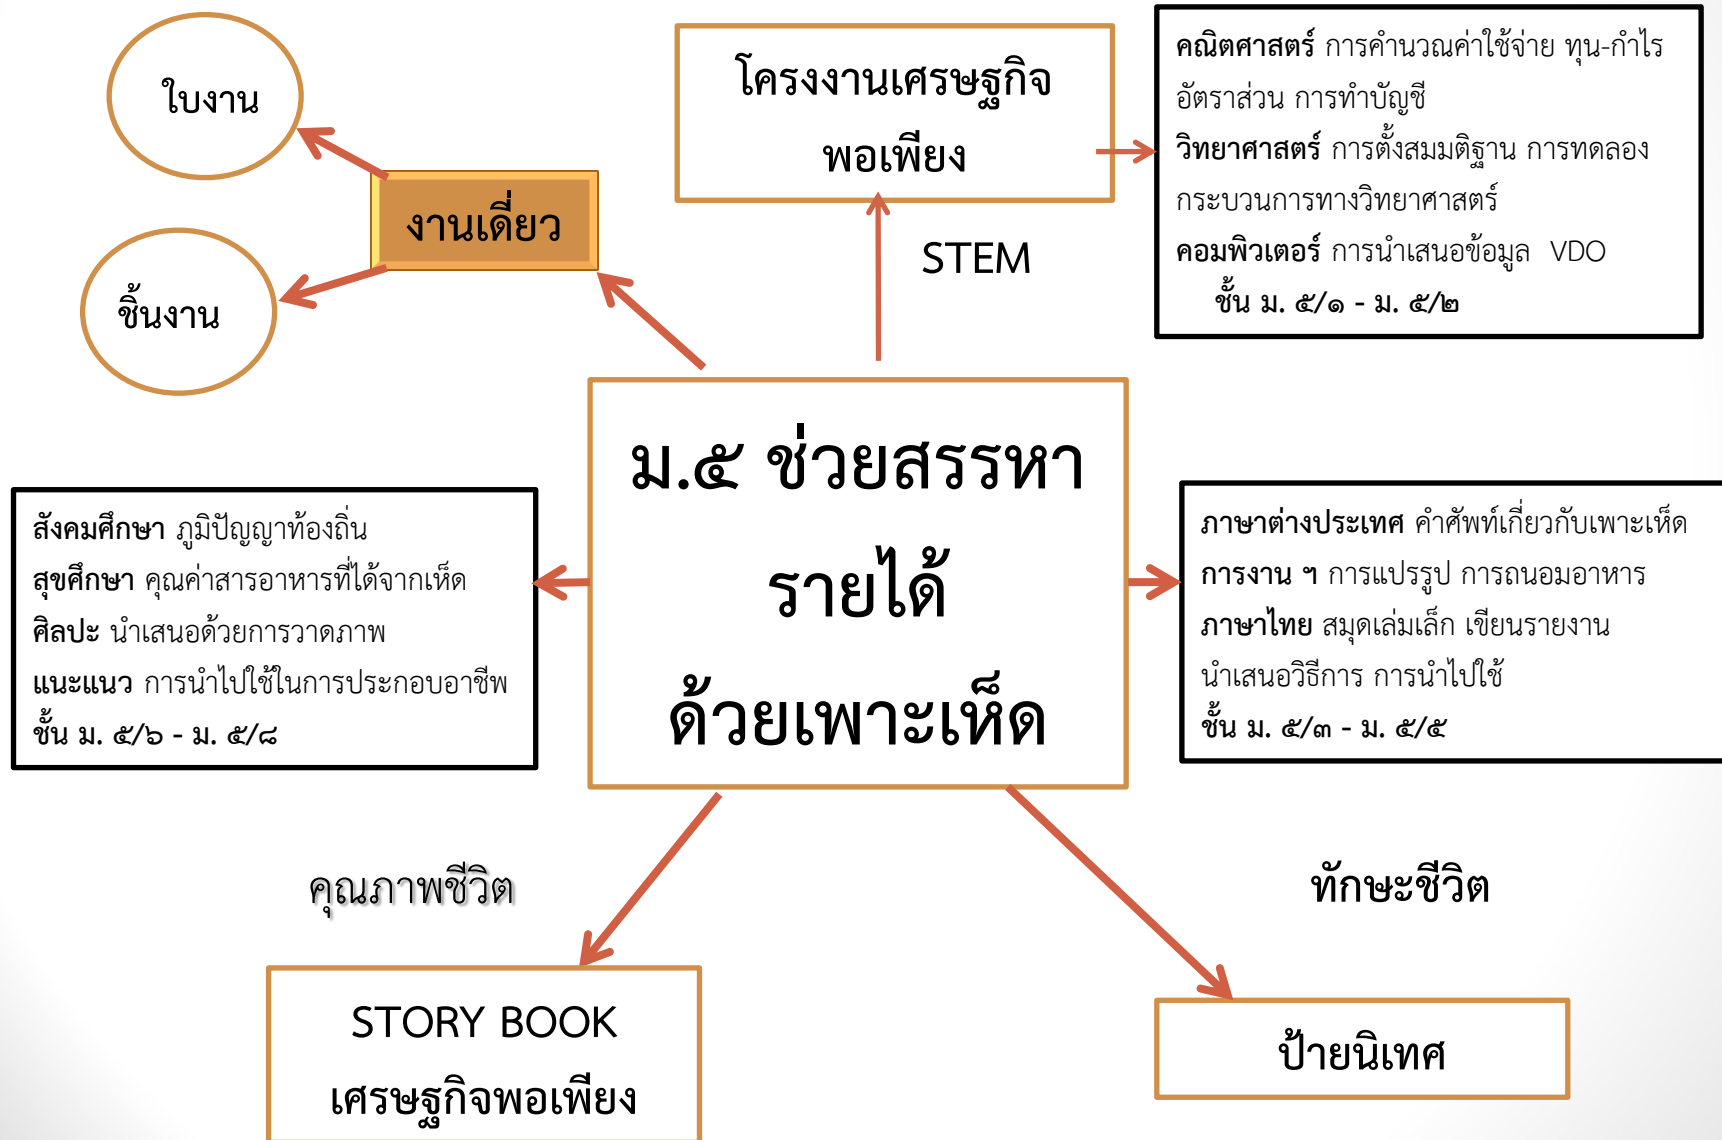 ใบงาน
ชิ้นงาน
งานเดี่ยว
โครงงานเศรษฐกิจ
พอเพียง
STEM
คณิตศาสตร์ การคำนวณค่าใช้จ่าย ทุน-กำไร
อัตราส่วน การทำบัญชี
วิทยาศาสตร์ การตั้งสมมติฐาน การทดลอง
กระบวนการทางวิทยาศาสตร์
คอมพิวเตอร์ การนำเสนอข้อมูล VDO
ชั้น ม. ๕/๑ - ม. ๕/๒
ม.๕ ช่วยสรรหา
รายได้
ด้วยเพาะเห็ด
สังคมศึกษา ภูมิปัญญาท้องถิ่น
สุขศึกษา คุณค่าสารอาหารที่ได้จากเห็ด
ศิลปะ นำเสนอด้วยการวาดภาพ
แนะแนว การนำไปใช้ในการประกอบอาชีพ
ชั้น ม. ๕/๖ - ม. ๕/๘
ภาษาต่างประเทศ คำศัพท์เกี่ยวกับเพาะเห็ด
การงาน ฯ การแปรรูป การถนอมอาหาร
ภาษาไทย สมุดเล่มเล็ก เขียนรายงาน
นำเสนอวิธีการ การนำไปใช้
ชั้น ม. ๕/๓ - ม. ๕/๕
คุณภาพชีวิต
ทักษะชีวิต
STORY BOOK
เศรษฐกิจพอเพียง
ป้ายนิเทศ